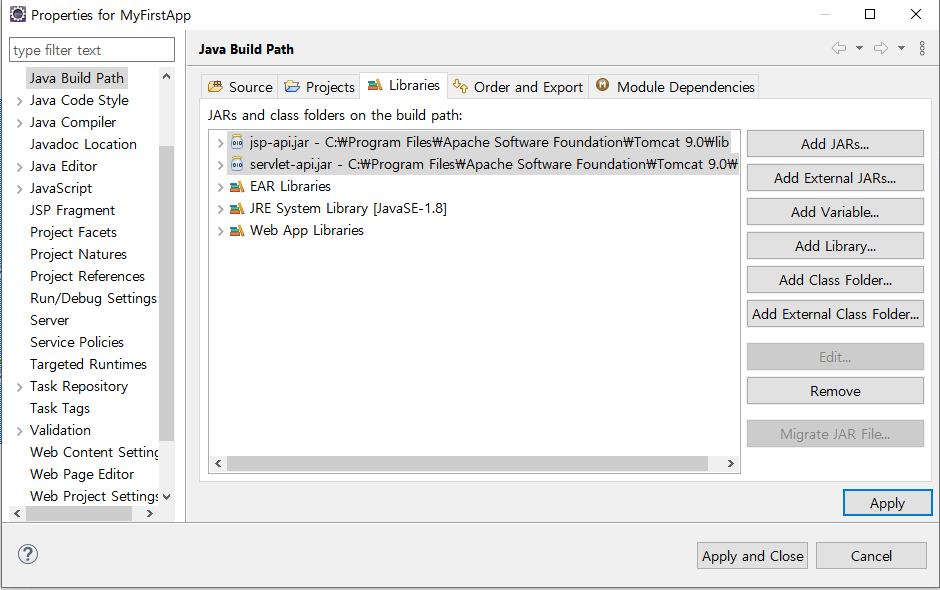 Properties for MyFirstApp
type filter text
Java Build Path
Java Code Style
Java Compiler
Javadoc Location
Java Editor
JavaScript
JSP Fragment
Project Facets
Project Natures
Project References
Run/Debug Settings
Server
Service Policies
Targeted Runtimes
Task Repository
Task Tags
Validation
Web Content Setting
Web Page Editor
Web Project Settings
Java Build Path
Source
Projects
Libraries
Order and Export
Module Dependencies
JARs and class folders on the build path:
jsp-api.jar - C:₩Program Files₩Apache Software Foundation₩Tomcat 9.0₩lib
servlet-api.jar - C:₩Program Files₩Apache Software Foundation₩Tomcat 9.0₩
EAR Libraries
JRE System Library [JavaSE-1.8]
Web App Libraries
Add JARs...
Add External JARs...
Add Variable...
Add Library...
Add Class Folder...
Add External Class Folder...
Edit...
Remove
Migrate JAR File...
Apply
Apply and Close
Cancel